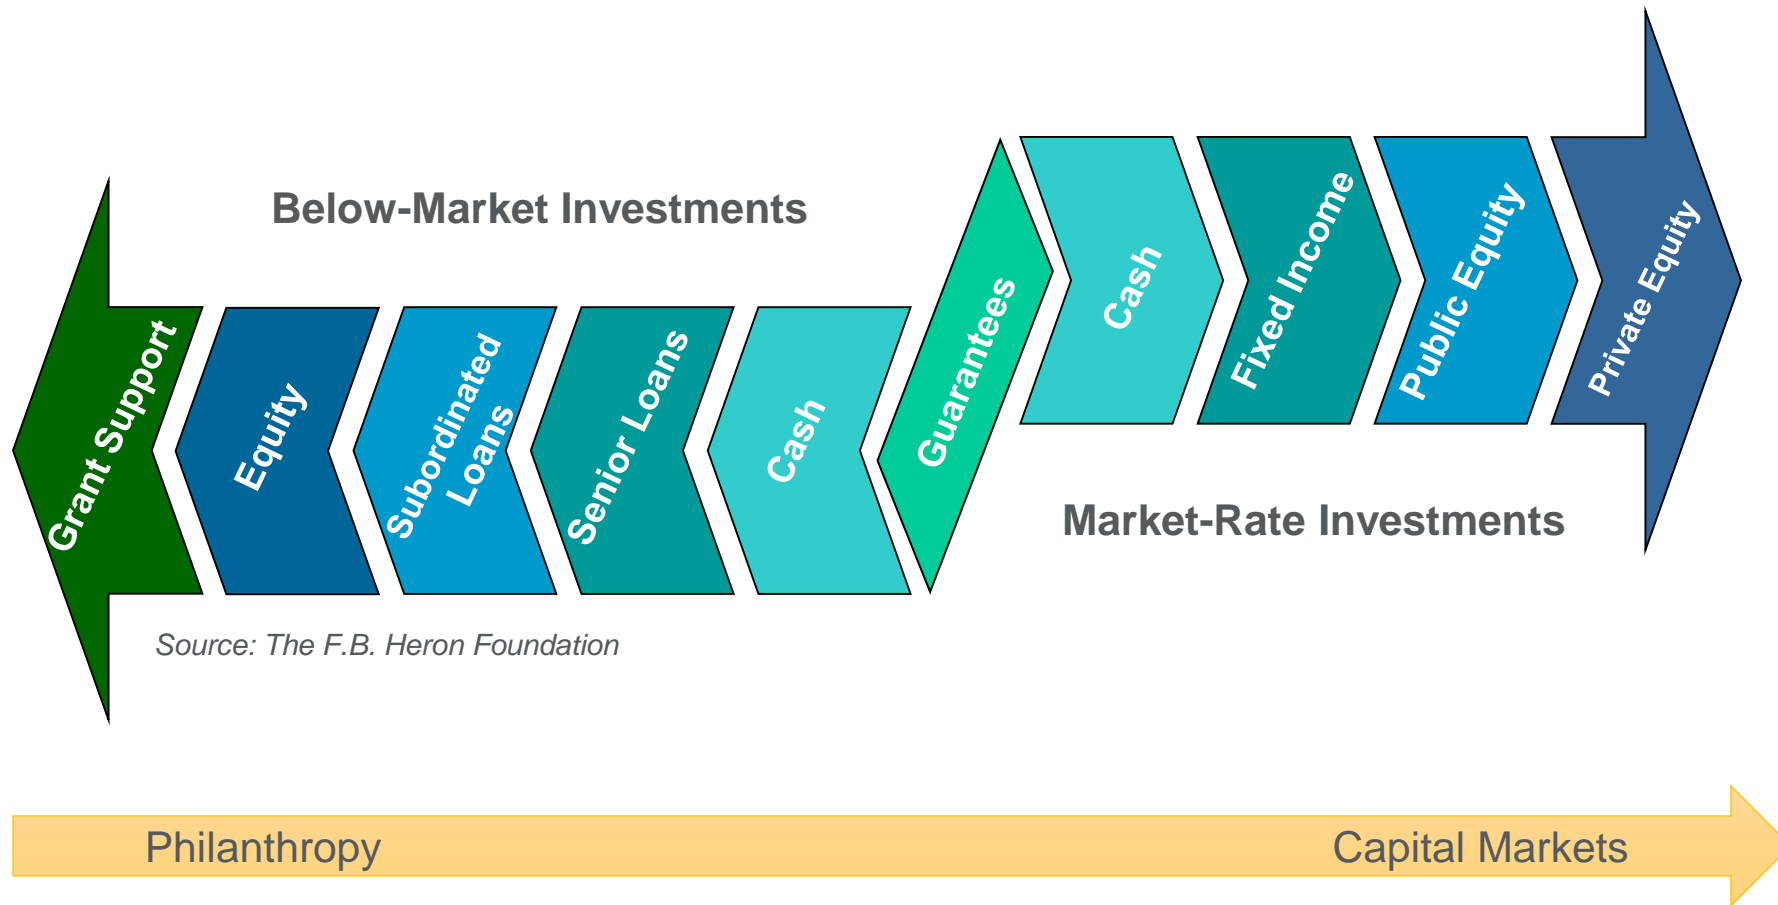 Below-Market Investments
Grant Support
Equity
Subordinated
Loans
Senior Loans
Cash
Guarantees
Cash
Fixed Income
Public Equity
Private Equity
Market-Rate Investments
Source: The F.B. Heron Foundation
Philanthropy
Capital Markets